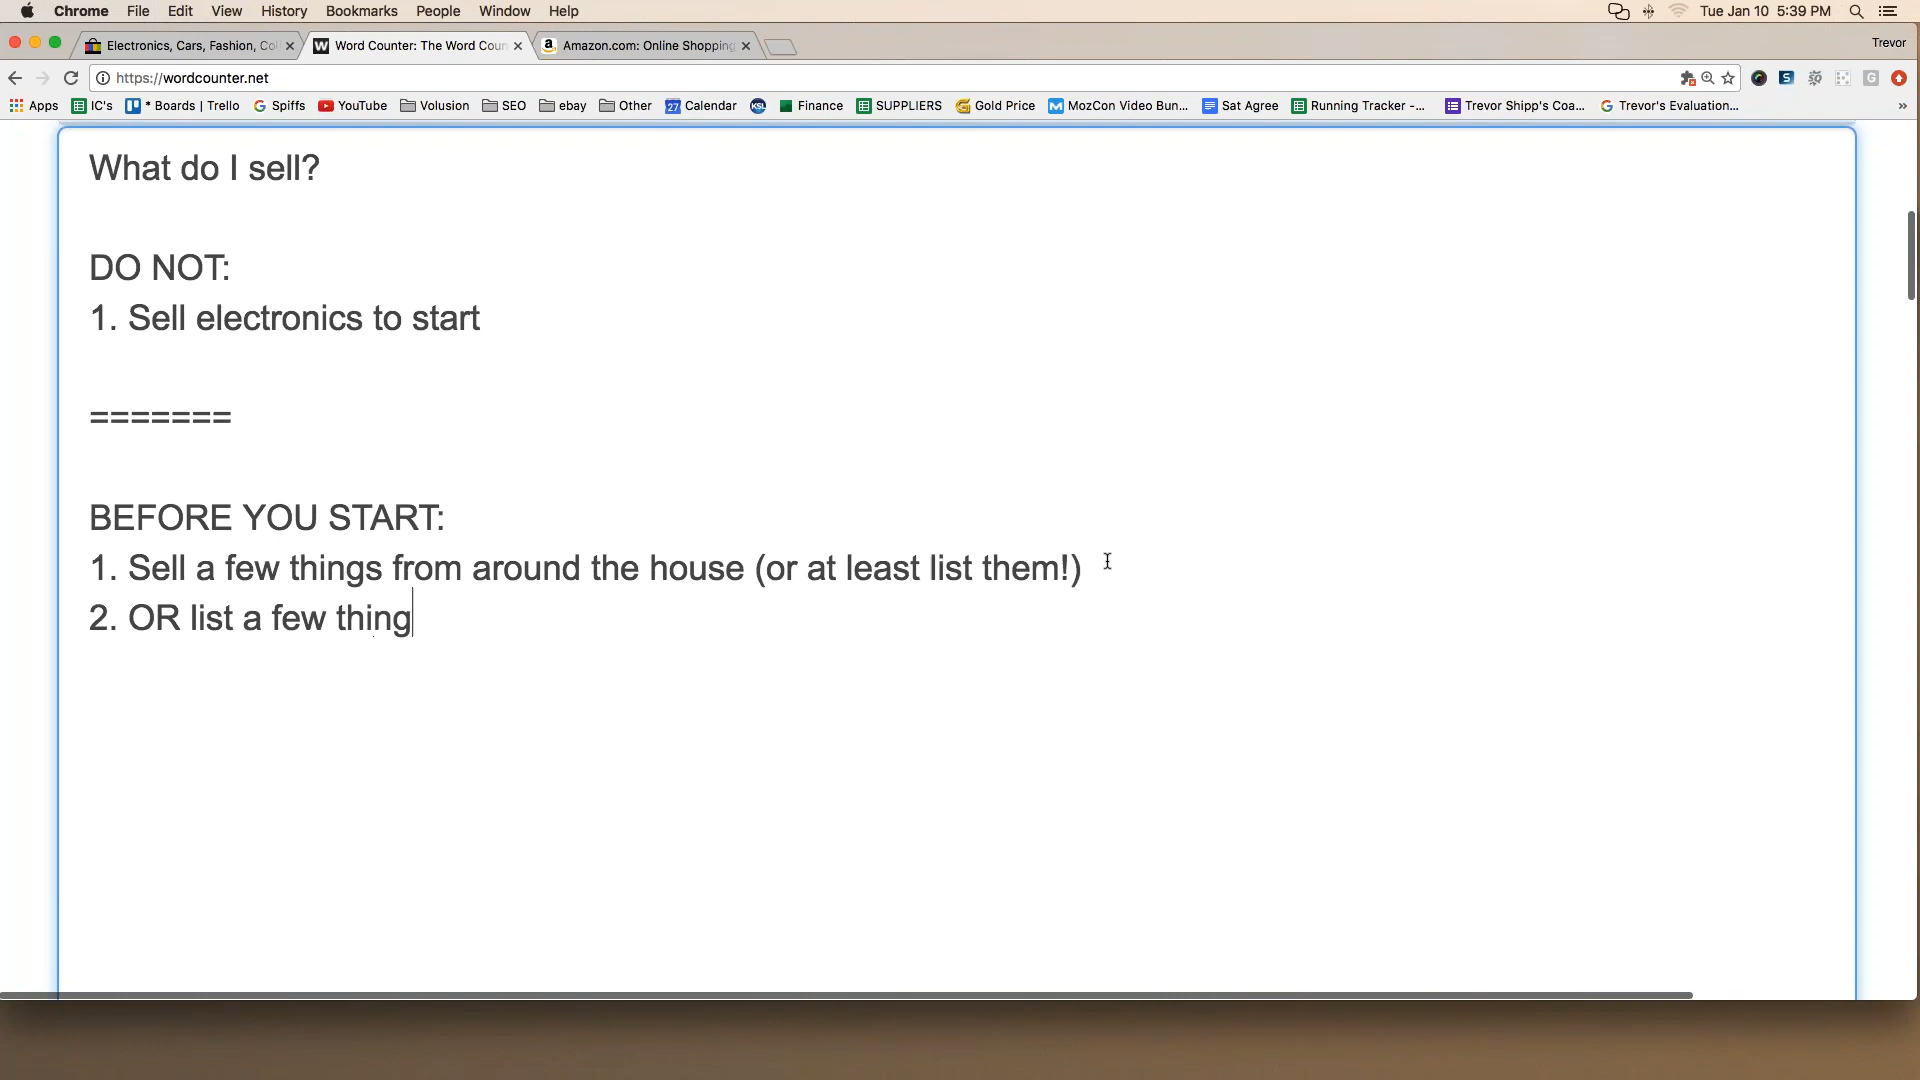 Chrome File Edit View History Bookmarks People Window Help Tue Jan 10 5:39 PM
Electronics, Cars, Fashion, Co Word Counter: The Word Coun Amazon.com: Online Shopping Trevor
https://wordcounter.net
Apps IC's * Boards | Trello Spiffs YouTube Volusion SEO ebay Other 27 Calendar KSL Finance SUPPLIERS Gold Price MozCon Video Bun... Sat Agree Running Tracker -... Trevor Shipp's Coa... Trevor's Evaluation... »
What do I sell?
DO NOT:
1. Sell electronics to start
=======
BEFORE YOU START:
1. Sell a few things from around the house (or at least list them!)
2. OR list a few thing